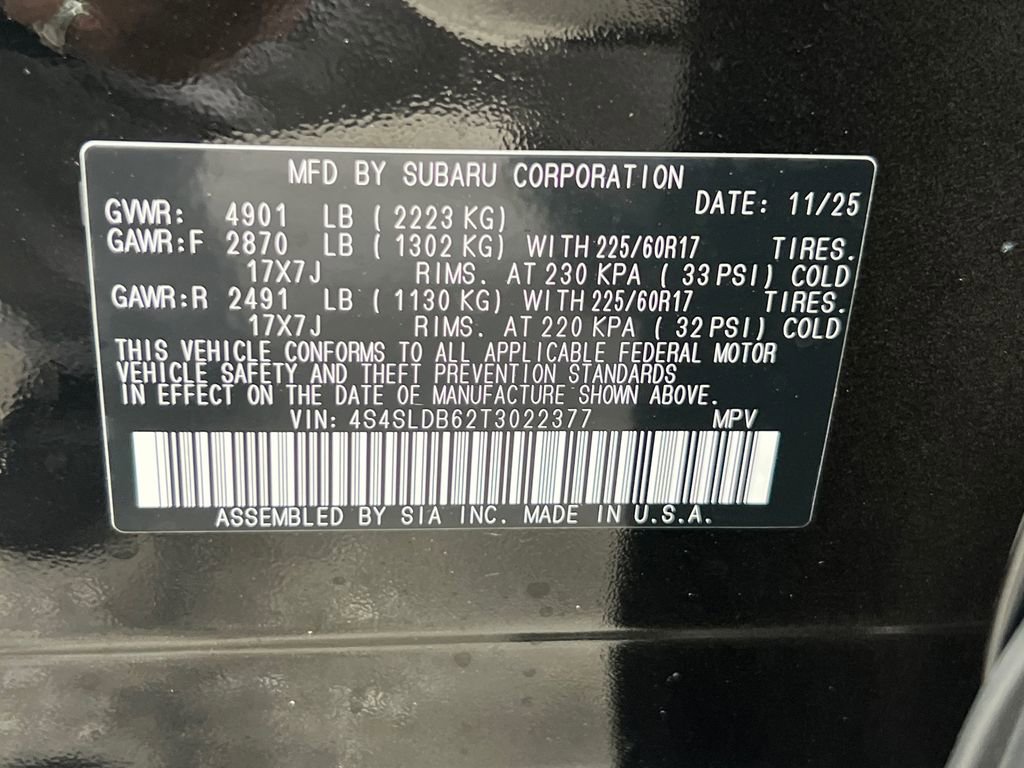 MFD BY SUBARU CORPORATION
DATE: 11/25
GVWR: 4901 LB ( 2223 KG)
GAWR:F 2870 LB ( 1302 KG) WITH 225/60R17 TIRES.
17X7J RIMS. AT 230 KPA ( 33 PSI) COLD
GAWR:R 2491 LB ( 1130 KG) WITH 225/60R17 TIRES.
17X7J RIMS. AT 220 KPA ( 32 PSI) COLD
THIS VEHICLE CONFORMS TO ALL APPLICABLE FEDERAL MOTOR
VEHICLE SAFETY AND THEFT PREVENTION STANDARDS
IN EFFECT ON THE DATE OF MANUFACTURE SHOWN ABOVE.
VIN: 4S4SLDB62T3022377 MPV
ASSEMBLED BY SIA INC. MADE IN U.S.A.